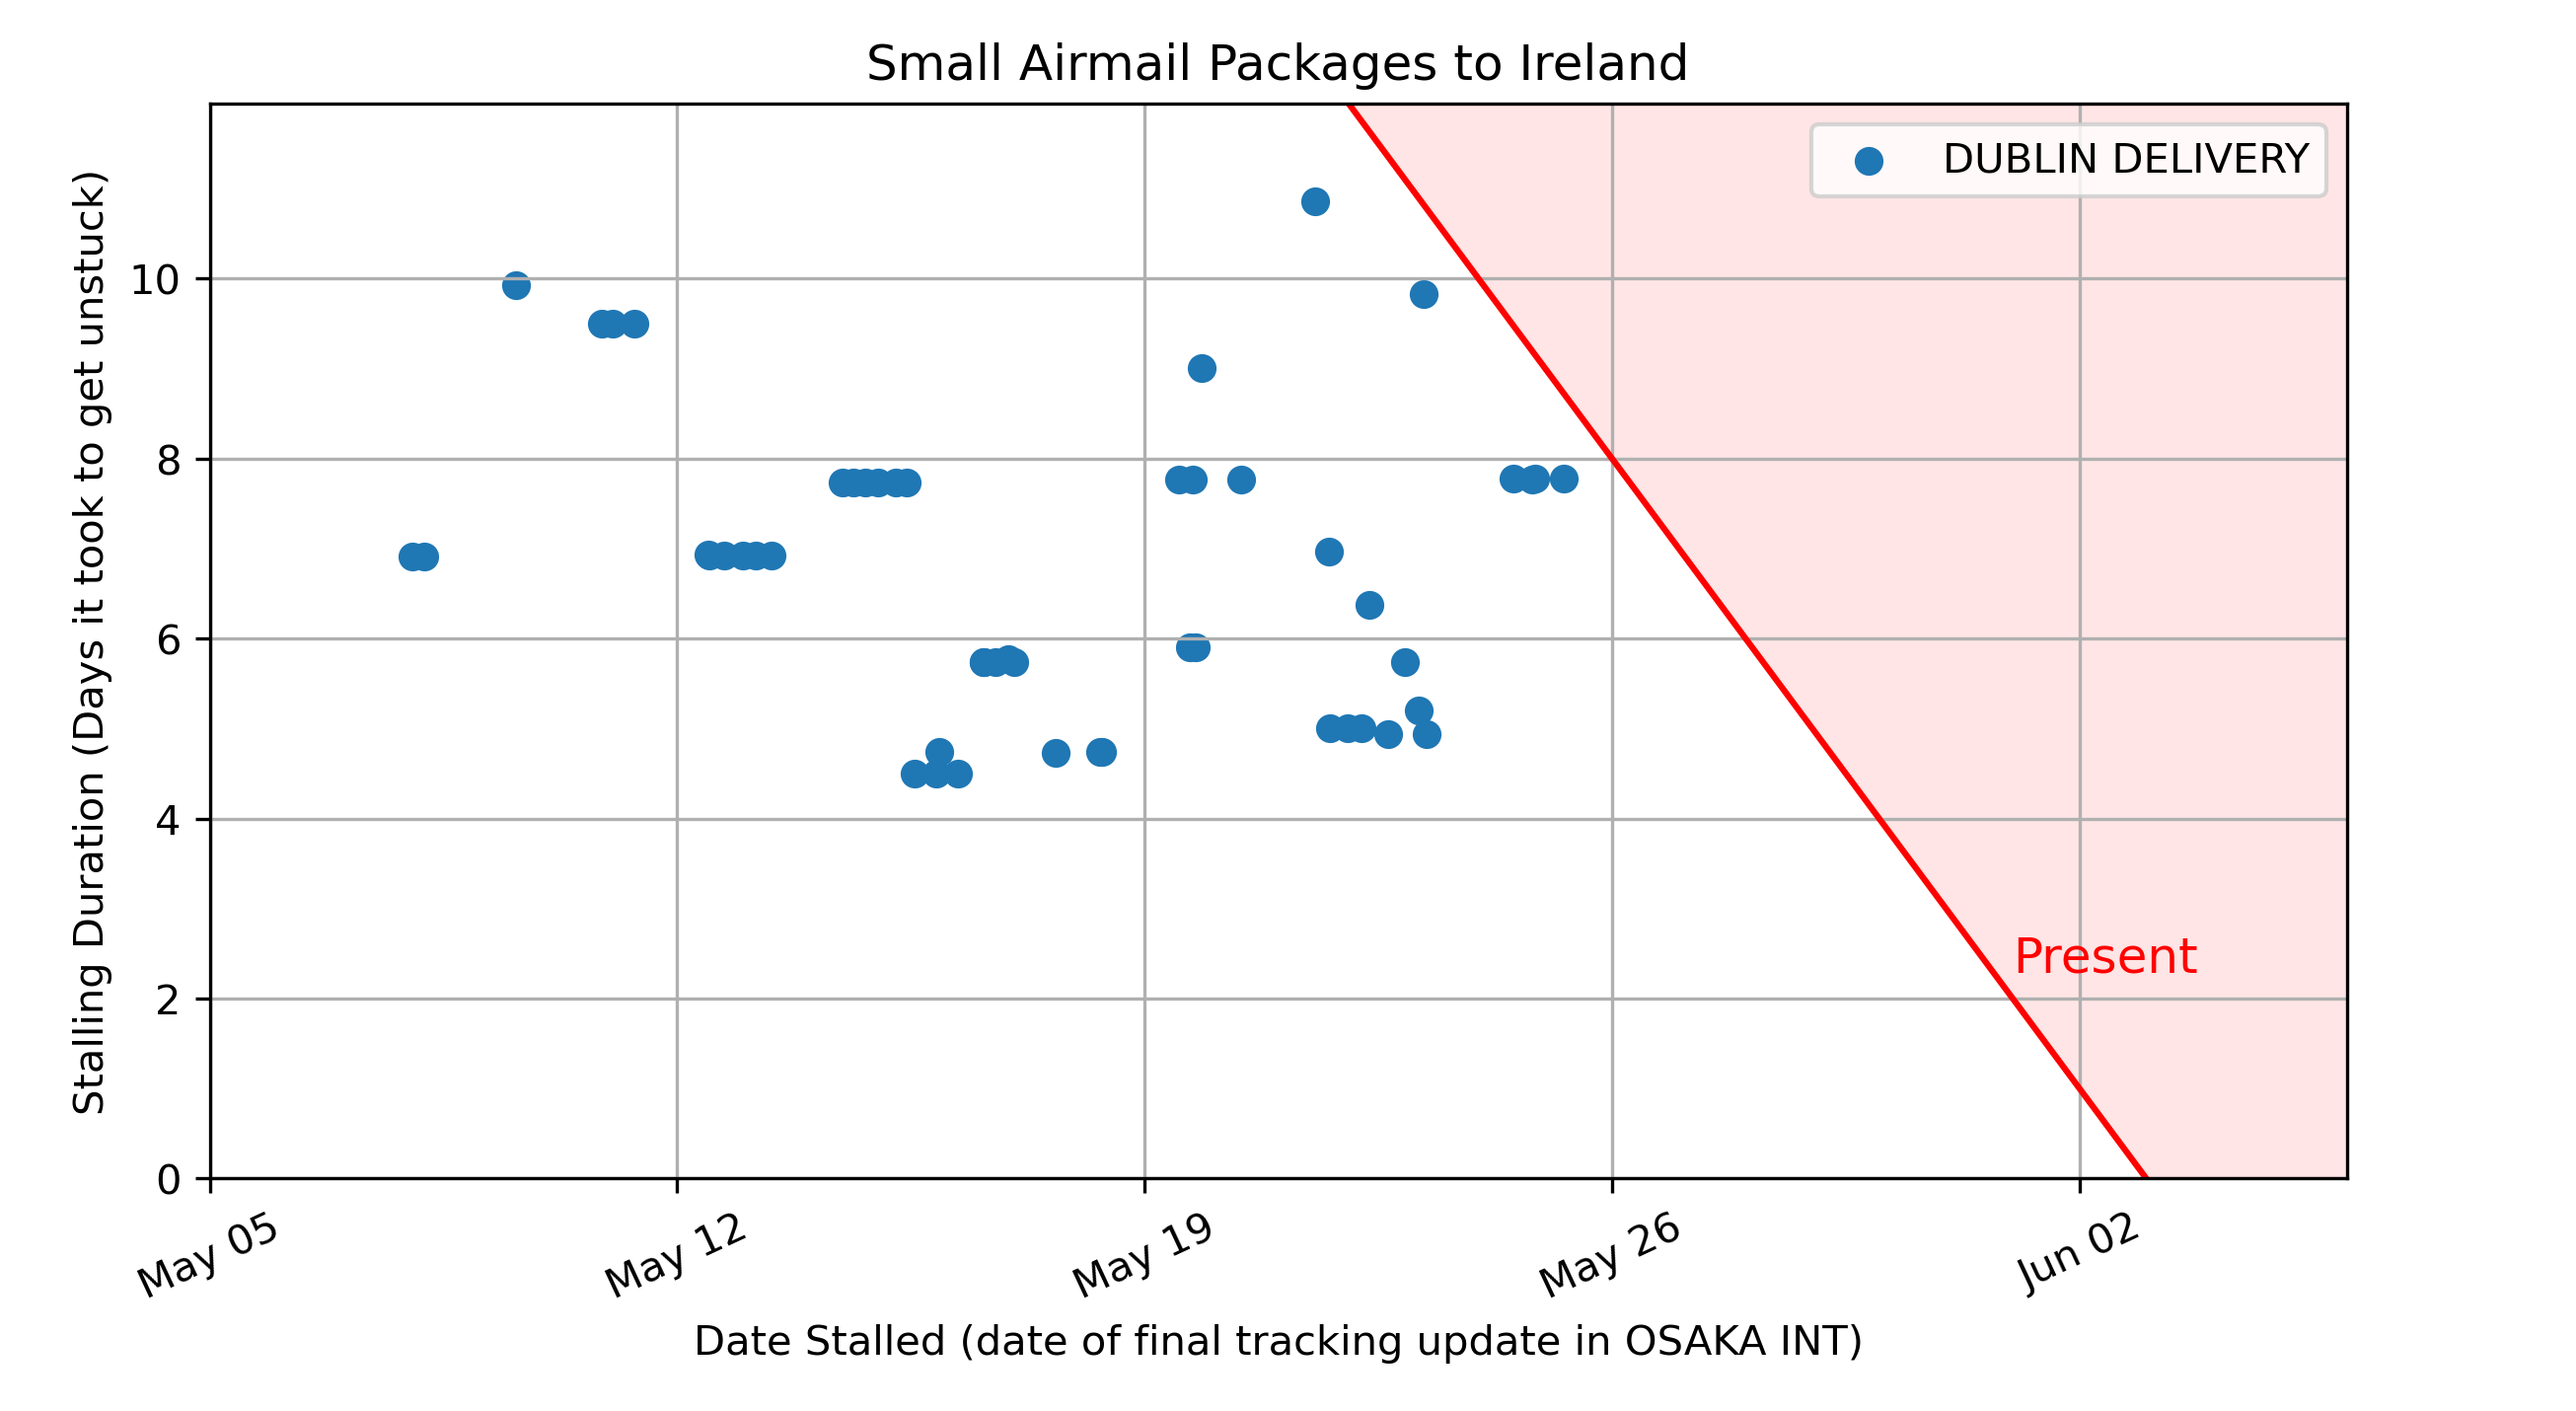 Small Airmail Packages to Ireland
DUBLIN DELIVERY
Stalling Duration (Days it took to get unstuck)
10
8
6
4
2
0
Present
May 05
May 12
May 19
May 26
Jun 02
Date Stalled (date of final tracking update in OSAKA INT)